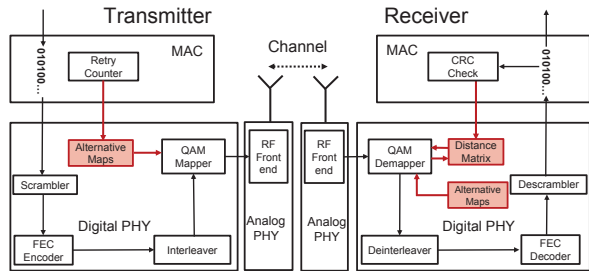 Transmitter
Receiver
Channel
MAC
010100...
Retry
Counter
MAC
CRC
Check
010100...
Alternative
Maps
QAM
Mapper
RF
Front
end
RF
Front
end
QAM
Demapper
Distance
Matrix
Alternative
Maps
Scrambler
Descrambler
Digital PHY
Analog
PHY
Analog
PHY
Digital PHY
FEC
Encoder
Interleaver
Deinterleaver
FEC
Decoder